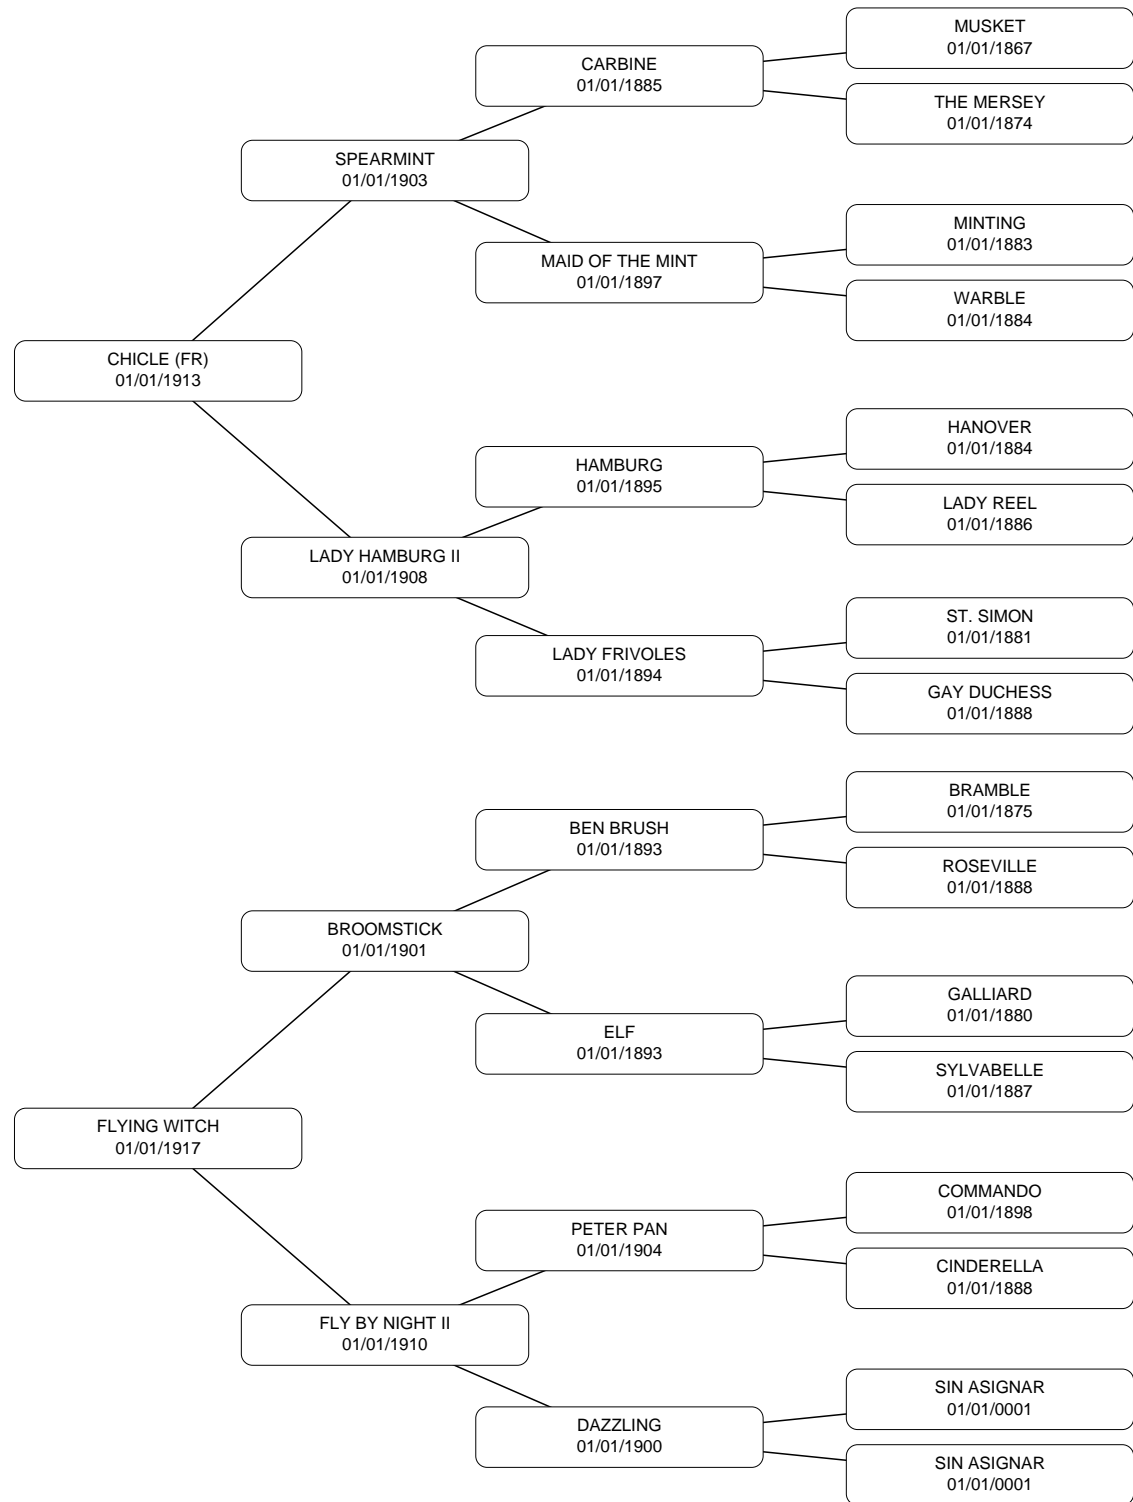 MUSKET
01/01/1867
CARBINE
01/01/1885
THE MERSEY
01/01/1874
SPEARMINT
01/01/1903
MINTING
01/01/1883
MAID OF THE MINT
01/01/1897
WARBLE
01/01/1884
CHICLE (FR)
01/01/1913
HANOVER
01/01/1884
HAMBURG
01/01/1895
LADY REEL
01/01/1886
LADY HAMBURG II
01/01/1908
ST. SIMON
01/01/1881
LADY FRIVOLES
01/01/1894
GAY DUCHESS
01/01/1888
BRAMBLE
01/01/1875
BEN BRUSH
01/01/1893
ROSEVILLE
01/01/1888
BROOMSTICK
01/01/1901
GALLIARD
01/01/1880
ELF
01/01/1893
SYLVABELLE
01/01/1887
FLYING WITCH
01/01/1917
COMMANDO
01/01/1898
PETER PAN
01/01/1904
CINDERELLA
01/01/1888
FLY BY NIGHT II
01/01/1910
SIN ASIGNAR
01/01/0001
DAZZLING
01/01/1900
SIN ASIGNAR
01/01/0001